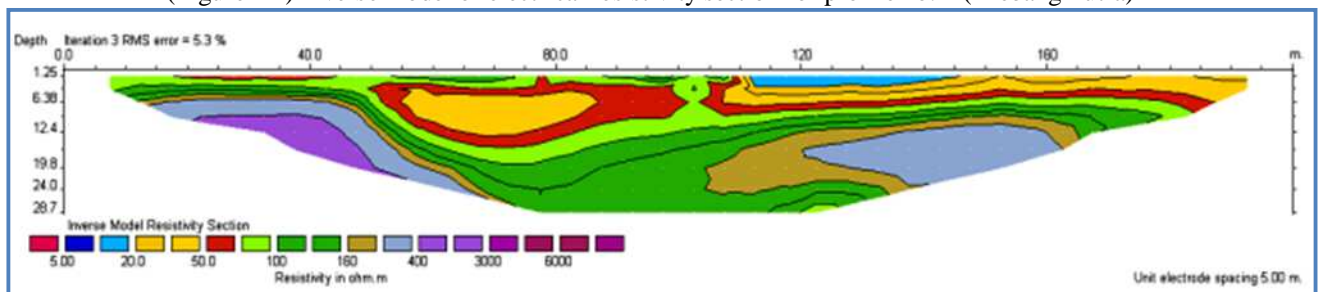 Depth Iteration 3 RMS error = 5.3 %
0.0 40.0 80.0 120 160 m.
1.25
6.38
12.4
19.8
24.0
28.7
Inverse Model Resistivity Section
5.00 20.0 50.0 100 160 400 3000 6000
Resistivity in ohm.m
Unit electrode spacing 5.00 m.